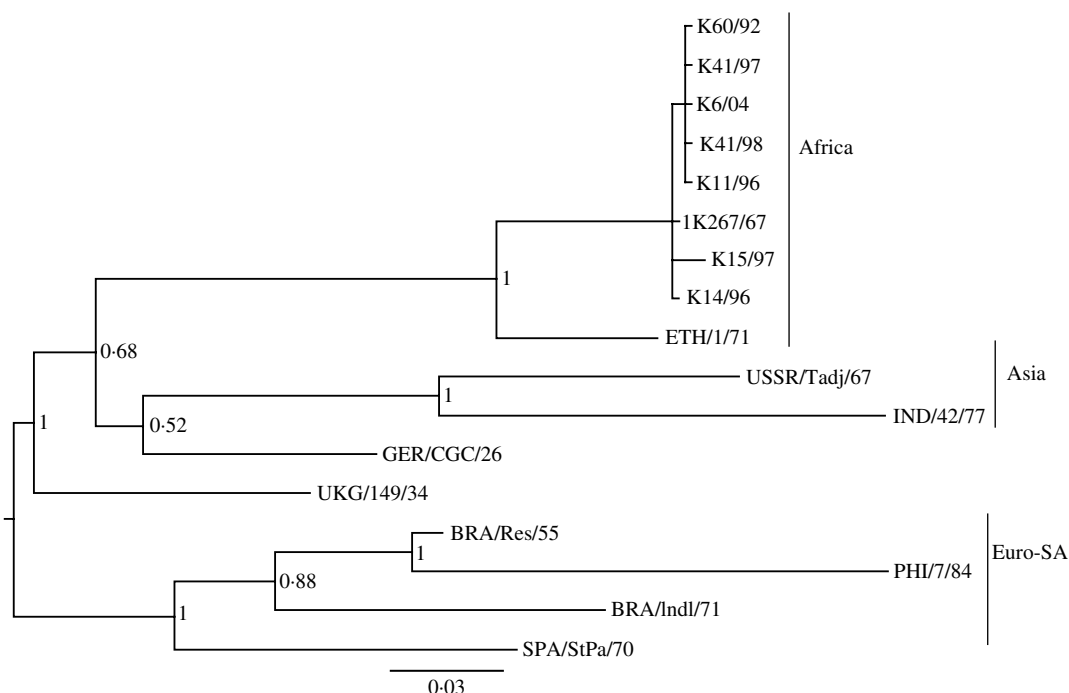 K60/92
K41/97
K6/04
K41/98
Africa
K11/96
1K267/67
K15/97
1
K14/96
ETH/1/71
0·68
USSR/Tadj/67
Asia
1
IND/42/77
1
0·52
GER/CGC/26
UKG/149/34
BRA/Res/55
1
Euro-SA
PHI/7/84
0·88
BRA/lndl/71
1
SPA/StPa/70
0·03